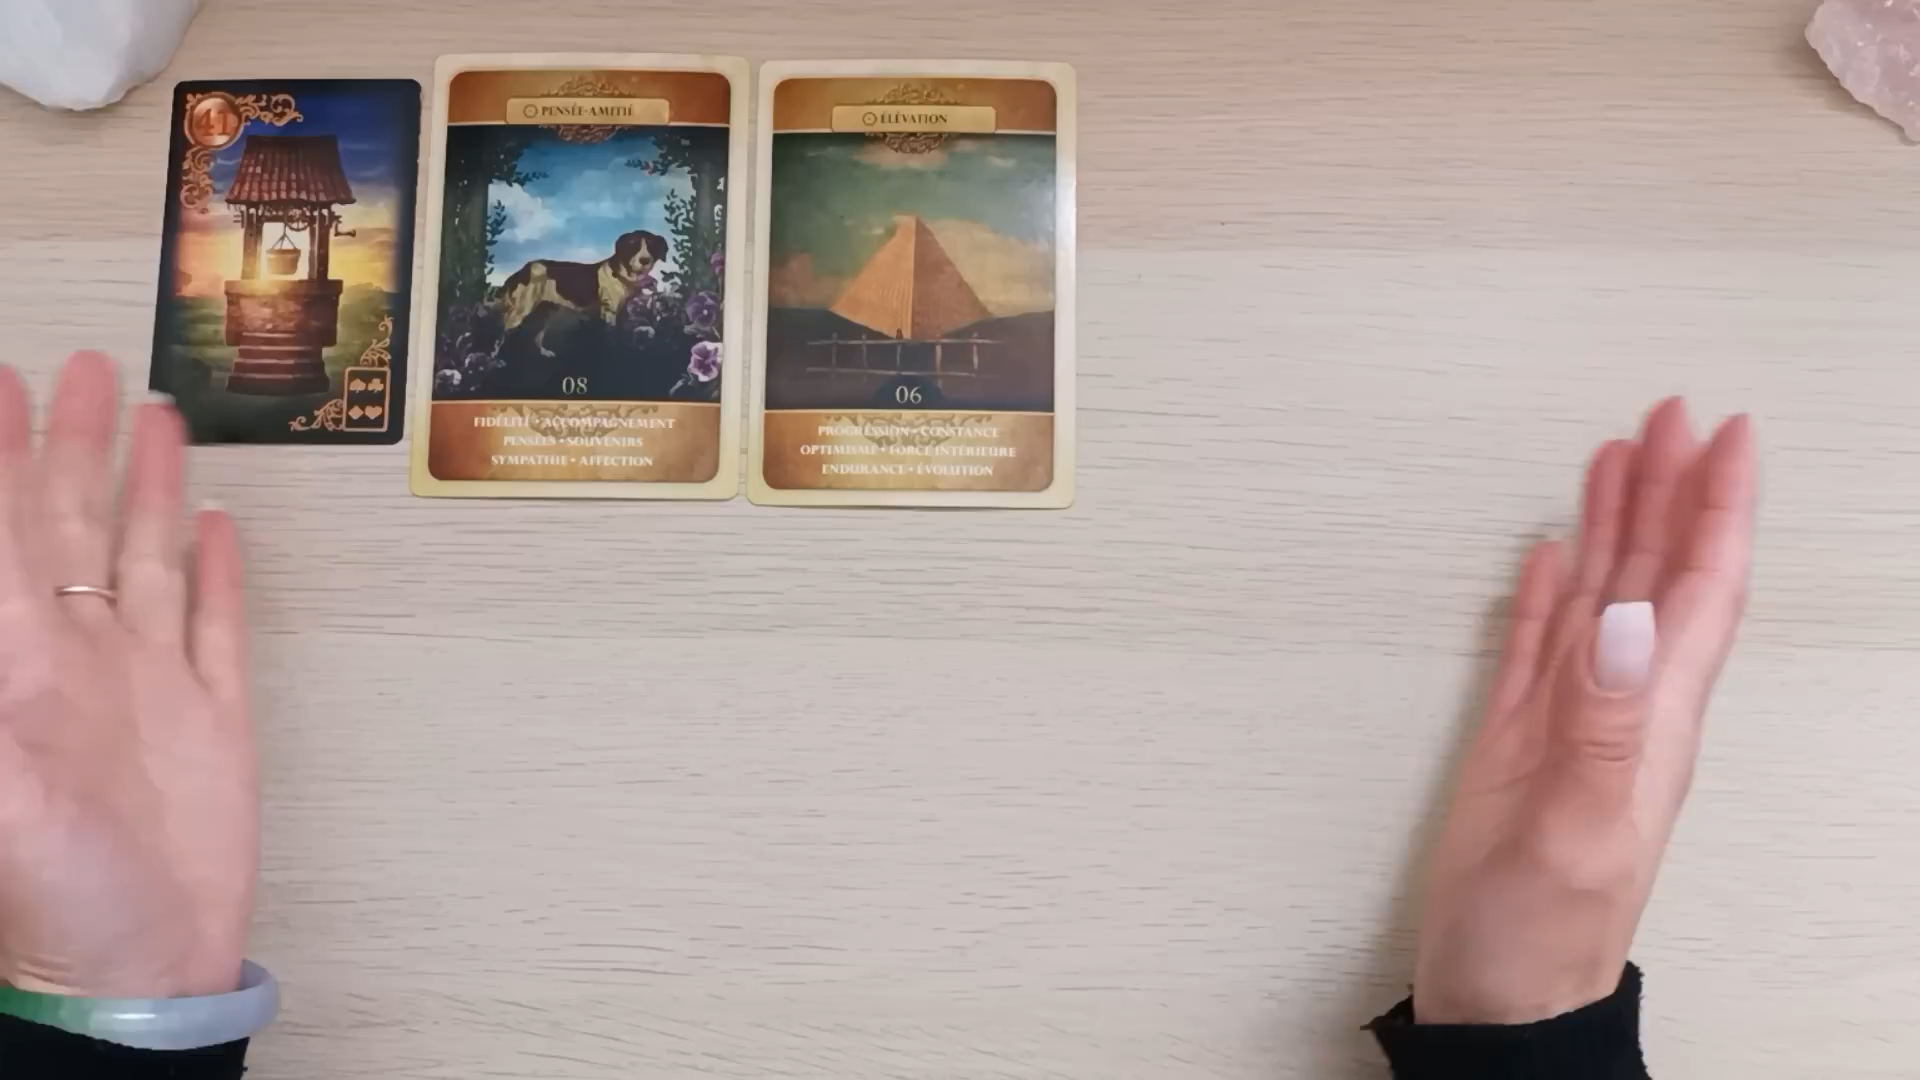 41
PENSÉE-AMITIÉ
08
FIDÉLITÉ • ACCOMPAGNEMENT
PENSÉES • SOUVENIRS
SYMPATHIE • AFFECTION
ÉLÉVATION
06
PROGRESSION • CONSTANCE
OPTIMISME • FORCE INTÉRIEURE
ENDURANCE • ÉVOLUTION